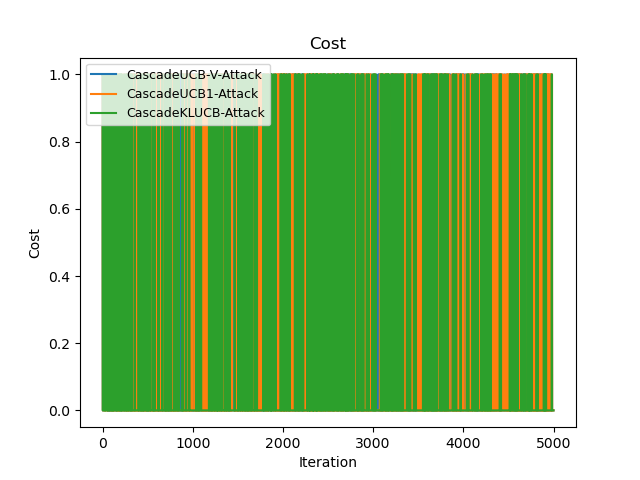 Cost
CascadeUCB-V-Attack
CascadeUCB1-Attack
CascadeKLUCB-Attack
1.0
0.8
0.6
0.4
0.2
0.0
Cost
0 1000 2000 3000 4000 5000
Iteration